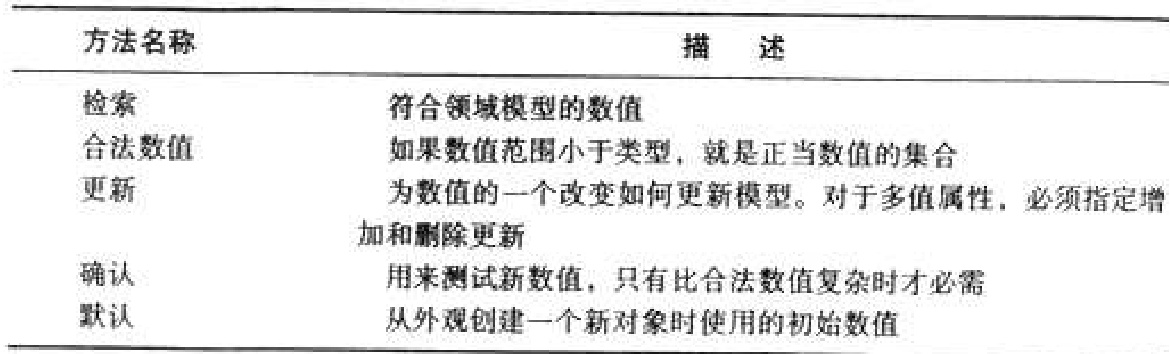 方法名称 描 述
检索 符合领域模型的数值
合法数值 如果数值范围小于类型，就是正当数值的集合
更新 为数值的一个改变如何更新模型。对于多值属性，必须指定增
加和删除更新
确认 用来测试新数值，只有比合法数值复杂时才必需
默认 从外观创建一个新对象时使用的初始数值